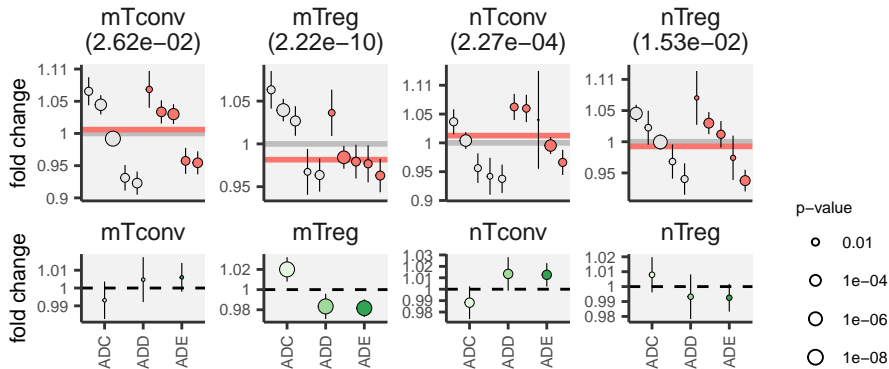 mTconv
(2.62e−02)
mTreg
(2.22e−10)
nTconv
(2.27e−04)
nTreg
(1.53e−02)
fold change
1.11
1.05
1
0.95
0.9
1.05
1
0.95
1.11
1.05
1
0.95
0.9
1.11
1.05
1
0.95
mTconv
mTreg
nTconv
nTreg
fold change
1.01
1
0.99
1.02
1
0.98
1.03
1.02
1.01
1
0.99
0.98
1.02
1.01
1
0.99
0.98
ADC
ADD
ADE
ADC
ADD
ADE
ADC
ADD
ADE
ADC
ADD
ADE
p−value
0.01
1e−04
1e−06
1e−08